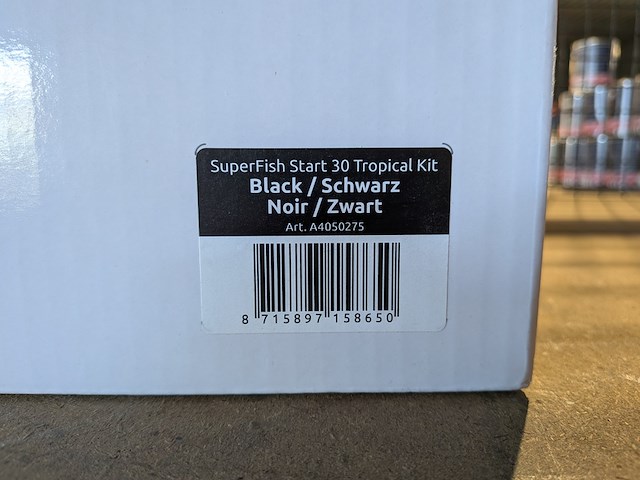 SuperFish Start 30 Tropical Kit
Black / Schwarz
Noir / Zwart
Art. A4050275
8 715897 158650